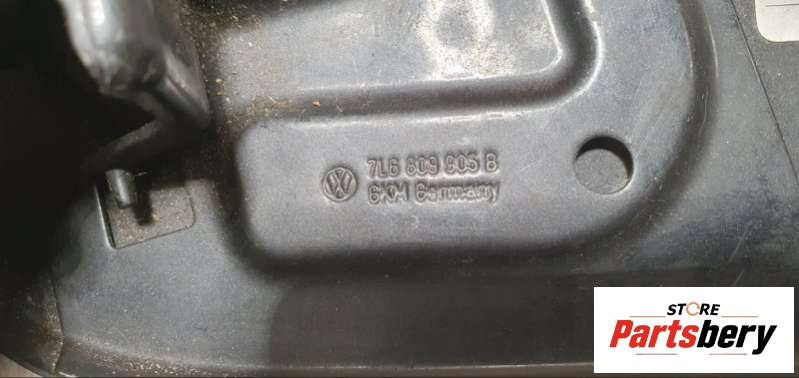 7L6 809 905 B
GKM Germany
STORE
Partsbery